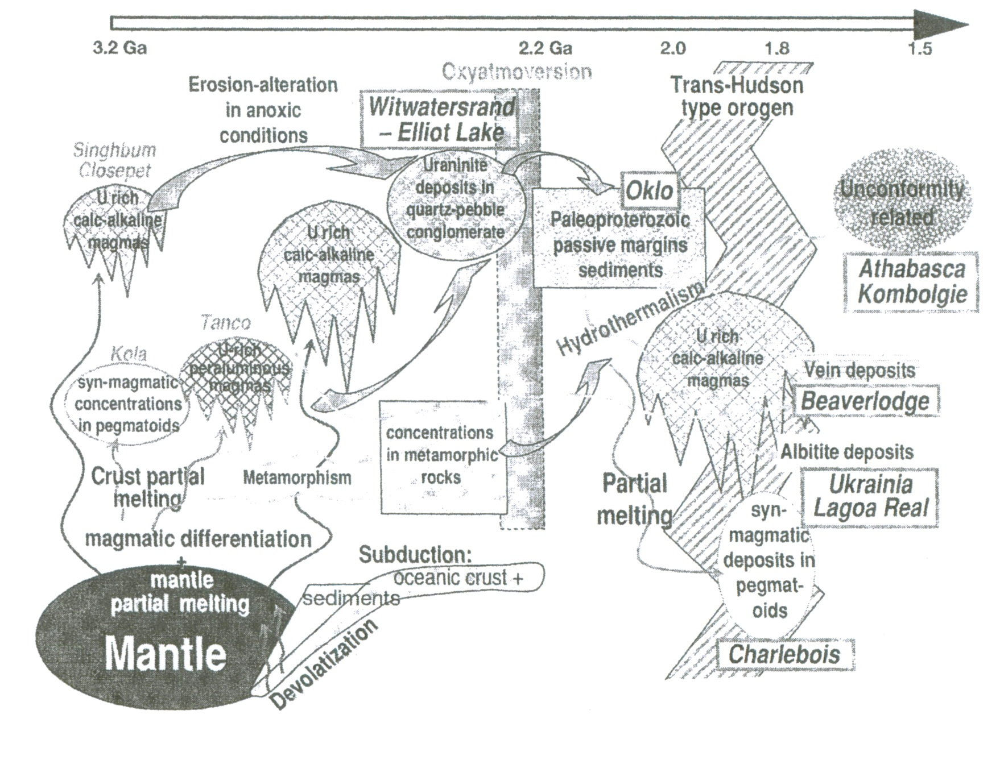 3.2 Ga
2.2 Ga
2.0
1.8
1.5
Oxyatmoversion
Erosion-alteration
in anoxic
conditions
Witwatersrand
– Elliot Lake
Trans-Hudson
type orogen
Singhbum
Closepet
U rich
calc-alkaline
magmas
Uraninite
deposits in
quartz-pebble
conglomerate
Oklo
Paleoproterozoic
passive margins
sediments
Unconformity
related
Athabasca
Kombolgie
U rich
calc-alkaline
magmas
Hydrothermalism
Tanco
U-rich
peraluminous
magmas
Kola
syn-magmatic
concentrations
in pegmatoids
U rich
calc-alkaline
magmas
Vein deposits
Beaverlodge
concentrations
in metamorphic
rocks
Albitite deposits
Ukrainia
Lagoa Real
Crust partial
melting
Metamorphism
Partial
melting
syn-
magmatic
deposits in
pegmat-
oids
Charlebois
magmatic differentiation
+
mantle
partial melting
Mantle
Subduction:
oceanic crust +
sediments
Devolatization